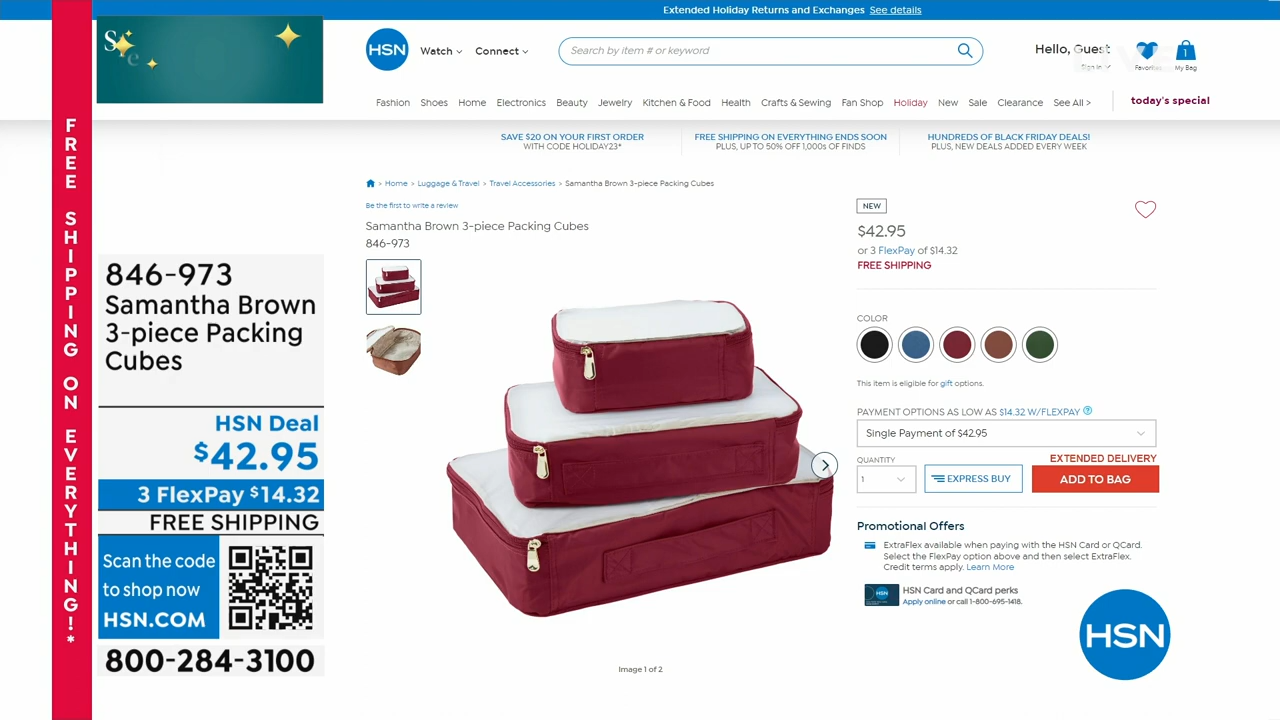 Extended Holiday Returns and Exchanges See details
FREE SHIPPING ON EVERYTHING!*
HSN
Watch
Connect
Search by item # or keyword
Hello, Guest
Sign In
Favorites
1
My Bag
Fashion Shoes Home Electronics Beauty Jewelry Kitchen & Food Health Crafts & Sewing Fan Shop Holiday New Sale Clearance See All >
today's special
SAVE $20 ON YOUR FIRST ORDER
WITH CODE HOLIDAY23*
FREE SHIPPING ON EVERYTHING ENDS SOON
PLUS, UP TO 50% OFF 1,000s OF FINDS
HUNDREDS OF BLACK FRIDAY DEALS!
PLUS, NEW DEALS ADDED EVERY WEEK
> Home > Luggage & Travel > Travel Accessories > Samantha Brown 3-piece Packing Cubes
Be the first to write a review
Samantha Brown 3-piece Packing Cubes
846-973
Image 1 of 2
NEW
$42.95
or 3 FlexPay of $14.32
FREE SHIPPING
COLOR
This item is eligible for gift options.
PAYMENT OPTIONS AS LOW AS $14.32 W/FLEXPAY
Single Payment of $42.95
QUANTITY
1
EXPRESS BUY
EXTENDED DELIVERY
ADD TO BAG
Promotional Offers
ExtraFlex available when paying with the HSN Card or QCard.
Select the FlexPay option above and then select ExtraFlex.
Credit terms apply. Learn More
HSN
HSN Card and QCard perks
Apply online or call 1-800-695-1418.
HSN
846-973
Samantha Brown
3-piece Packing
Cubes
HSN Deal
$42.95
3 FlexPay $14.32
FREE SHIPPING
Scan the code
to shop now
HSN.COM
800-284-3100